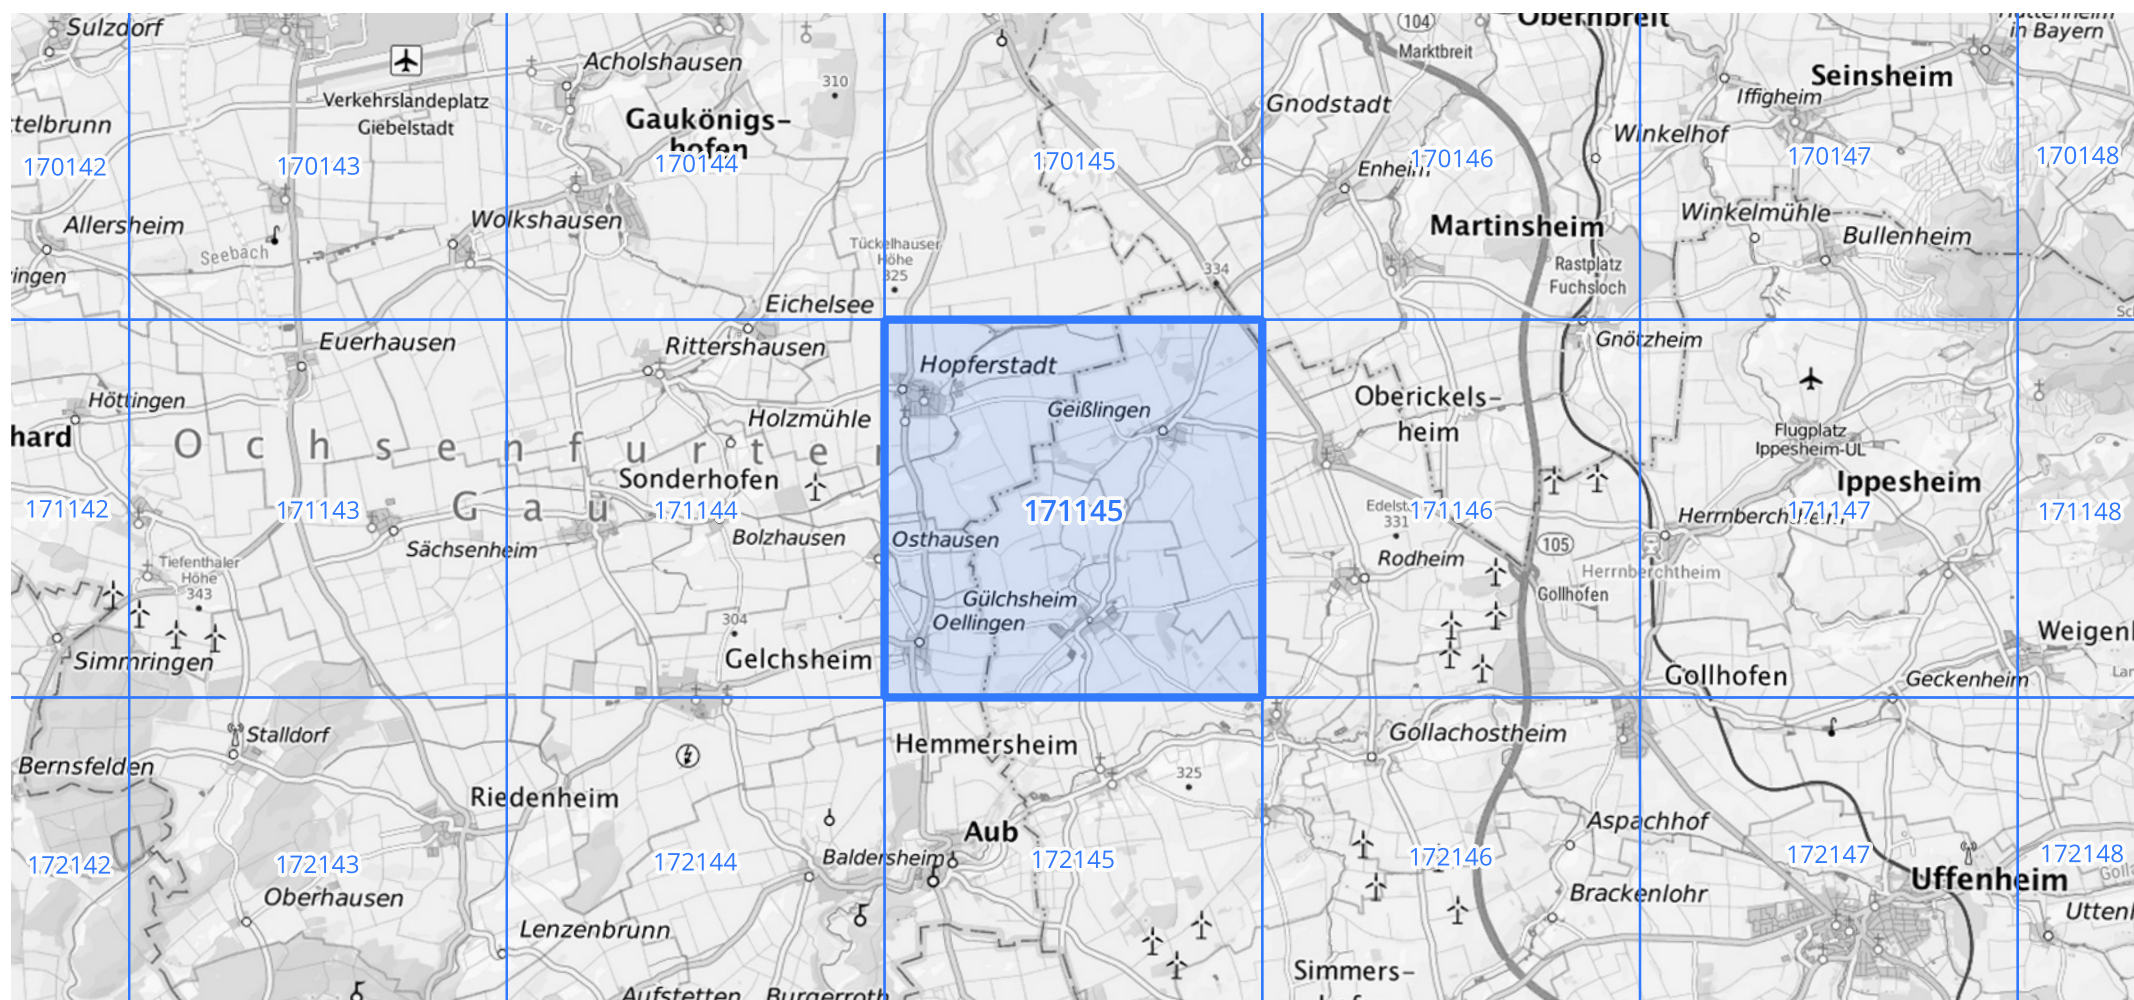 Sulzdorf
Acholshausen
310
Verkehrslandeplatz
Giebelstadt
Gaukönigs-
hofen
ttelbrunn
170142
170143
170144
170145
Allersheim
Wolkshausen
Seebach
Tückelhauser
Höhe
325
334
Eichelsee
104
Marktbreit
Obernbreit
in Bayern
Seinsheim
Iffigheim
Gnodstadt
Winkelhof
Enheim
170146
170147
170148
Martinsheim
Winkelmühle
Bullenheim
Rastplatz
Fuchsloch
Gnötzheim
Euerhausen
Rittershausen
Hopferstadt
Höttingen
Holzmühle
Geißlingen
Oberickels-
heim
Flugplatz
Ippesheim-UL
hard
Ochsenfurter
Gau
Sonderhofen
Ippesheim
171142
171143
171144
171145
171146
171147
171148
331
Herrnberchtheim
Sächsenheim
Bolzhausen
Osthausen
Rodheim
105
Herrnberchtheim
Gollhofen
Tiefenthaler
Höhe
343
Gülchsheim
Oellingen
304
Simmringen
Gelchsheim
Gollhofen
Geckenheim
Stalldorf
Bernsfelden
Riedenheim
Hemmersheim
325
Gollachostheim
Aub
Aspachhof
Baldersheim
172142
172143
172144
172145
172146
172147
172148
Uffenheim
Oberhausen
Brackenlohr
Lenzenbrunn
Simmers-
Aufstetten
Burgerroth